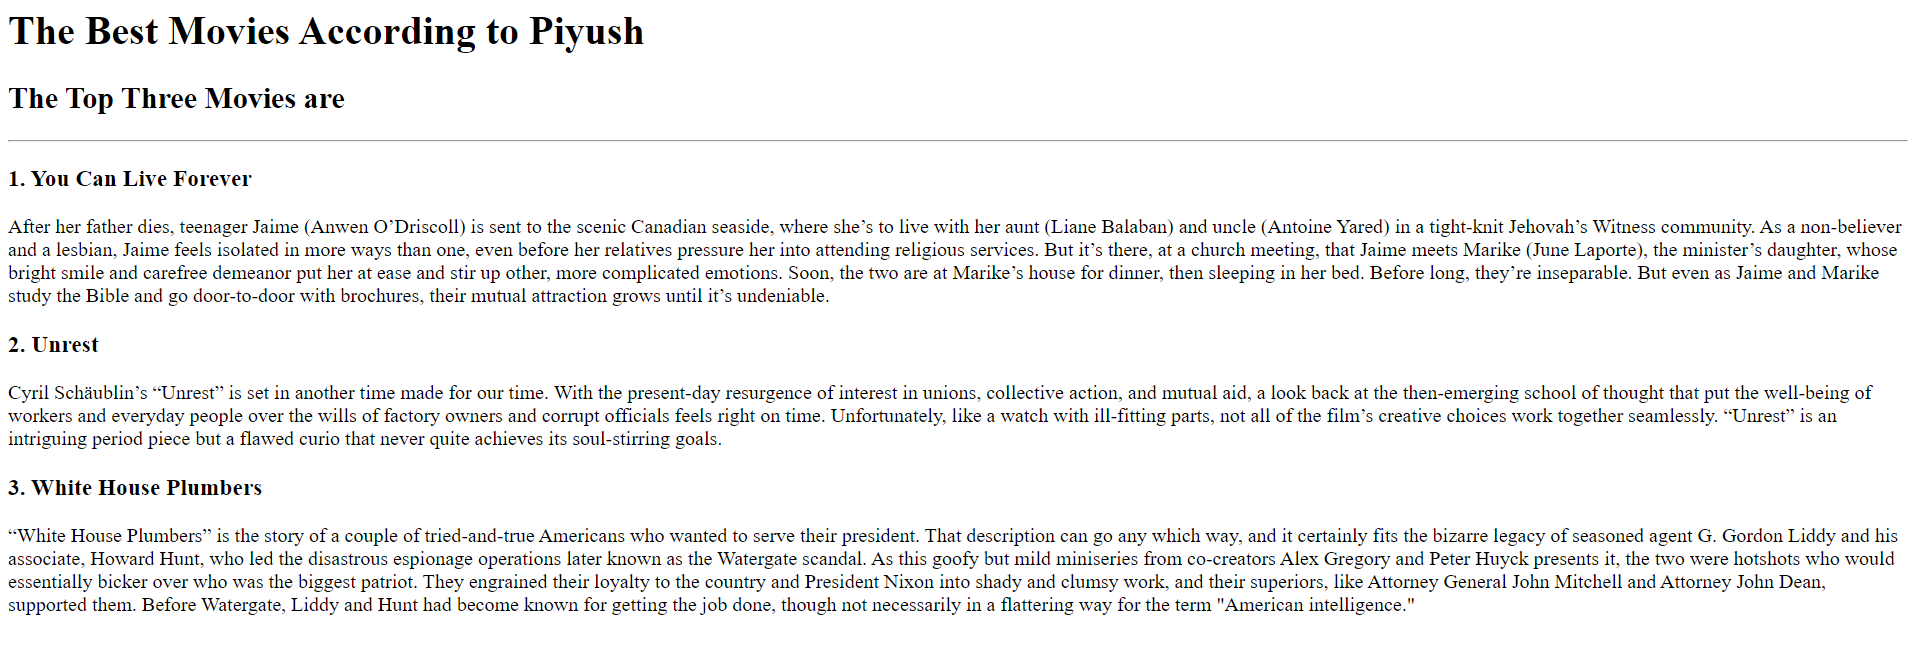 The Best Movies According to Piyush
The Top Three Movies are
1. You Can Live Forever
After her father dies, teenager Jaime (Anwen O’Driscoll) is sent to the scenic Canadian seaside, where she’s to live with her aunt (Liane Balaban) and uncle (Antoine Yared) in a tight-knit Jehovah’s Witness community. As a non-believer
and a lesbian, Jaime feels isolated in more ways than one, even before her relatives pressure her into attending religious services. But it’s there, at a church meeting, that Jaime meets Marike (June Laporte), the minister’s daughter, whose
bright smile and carefree demeanor put her at ease and stir up other, more complicated emotions. Soon, the two are at Marike’s house for dinner, then sleeping in her bed. Before long, they’re inseparable. But even as Jaime and Marike
study the Bible and go door-to-door with brochures, their mutual attraction grows until it’s undeniable.
2. Unrest
Cyril Schäublin’s “Unrest” is set in another time made for our time. With the present-day resurgence of interest in unions, collective action, and mutual aid, a look back at the then-emerging school of thought that put the well-being of
workers and everyday people over the wills of factory owners and corrupt officials feels right on time. Unfortunately, like a watch with ill-fitting parts, not all of the film’s creative choices work together seamlessly. “Unrest” is an
intriguing period piece but a flawed curio that never quite achieves its soul-stirring goals.
3. White House Plumbers
“White House Plumbers” is the story of a couple of tried-and-true Americans who wanted to serve their president. That description can go any which way, and it certainly fits the bizarre legacy of seasoned agent G. Gordon Liddy and his
associate, Howard Hunt, who led the disastrous espionage operations later known as the Watergate scandal. As this goofy but mild miniseries from co-creators Alex Gregory and Peter Huyck presents it, the two were hotshots who would
essentially bicker over who was the biggest patriot. They engrained their loyalty to the country and President Nixon into shady and clumsy work, and their superiors, like Attorney General John Mitchell and Attorney John Dean,
supported them. Before Watergate, Liddy and Hunt had become known for getting the job done, though not necessarily in a flattering way for the term "American intelligence."